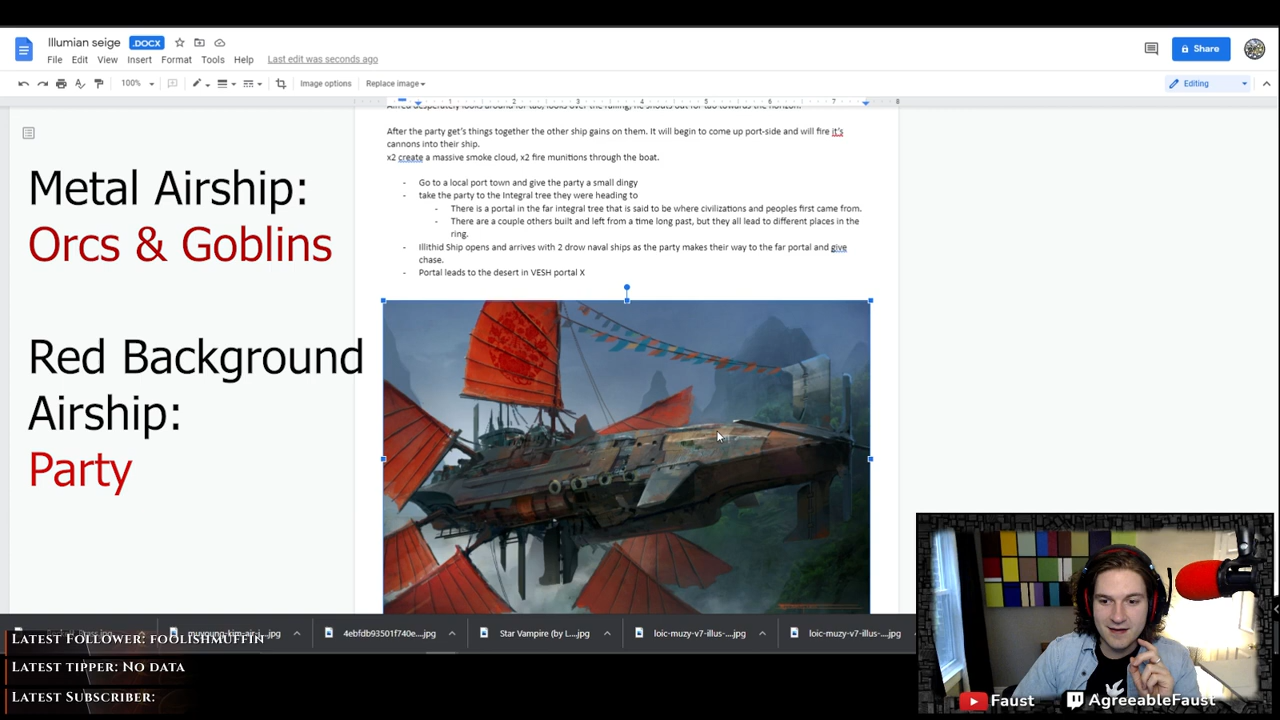 Illumian seige .DOCX
File Edit View Insert Format Tools Help Last edit was seconds ago
Share
100% Image options Replace image Editing
1 2 3 4 5 6 7 8
Metal Airship:
Orcs & Goblins
Red Background
Airship:
Party
After the party get's things together the other ship gains on them. It will begin to come up port-side and will fire it's
cannons into their ship.
x2 create a massive smoke cloud, x2 fire munitions through the boat.
- Go to a local port town and give the party a small dingy
- take the party to the Integral tree they were heading to
- There is a portal in the far integral tree that is said to be where civilizations and peoples first came from.
- There are a couple others built and left from a time long past, but they all lead to different places in the
ring.
- Illithid Ship opens and arrives with 2 drow naval ships as the party makes their way to the far portal and give
chase.
- Portal leads to the desert in VESH portal X
4ebfdb93501f740e....jpg Star Vampire (by L....jpg loic-muzy-v7-illus-....jpg loic-muzy-v7-illus-....jpg
Latest Follower: foolishmuffin
Latest tipper: No data
Latest Subscriber:
Faust AgreeableFaust